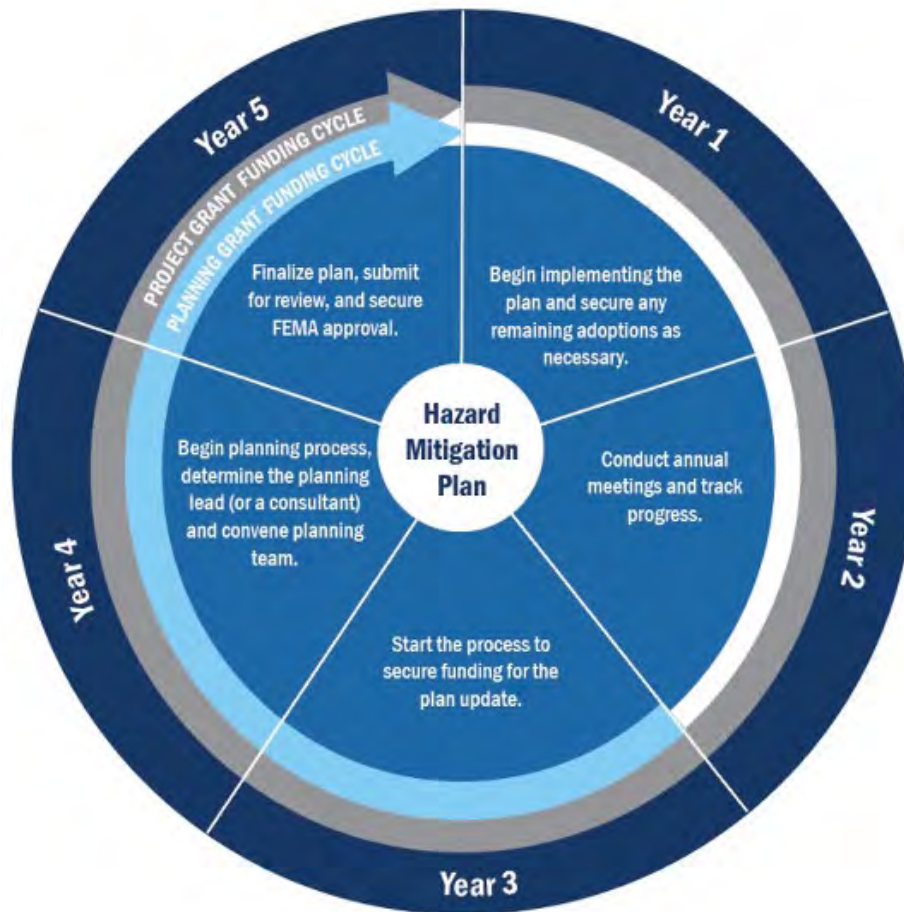 Year 5
Year 1
PROJECT GRANT FUNDING CYCLE
PLANNING GRANT FUNDING CYCLE
Finalize plan, submit
for review, and secure
FEMA approval.
Begin implementing the
plan and secure any
remaining adoptions as
necessary.
Hazard
Mitigation
Plan
Begin planning process,
determine the planning
lead (or a consultant)
and convene planning
team.
Conduct annual
meetings and track
progress.
Year 4
Year 2
Start the process to
secure funding for the
plan update.
Year 3